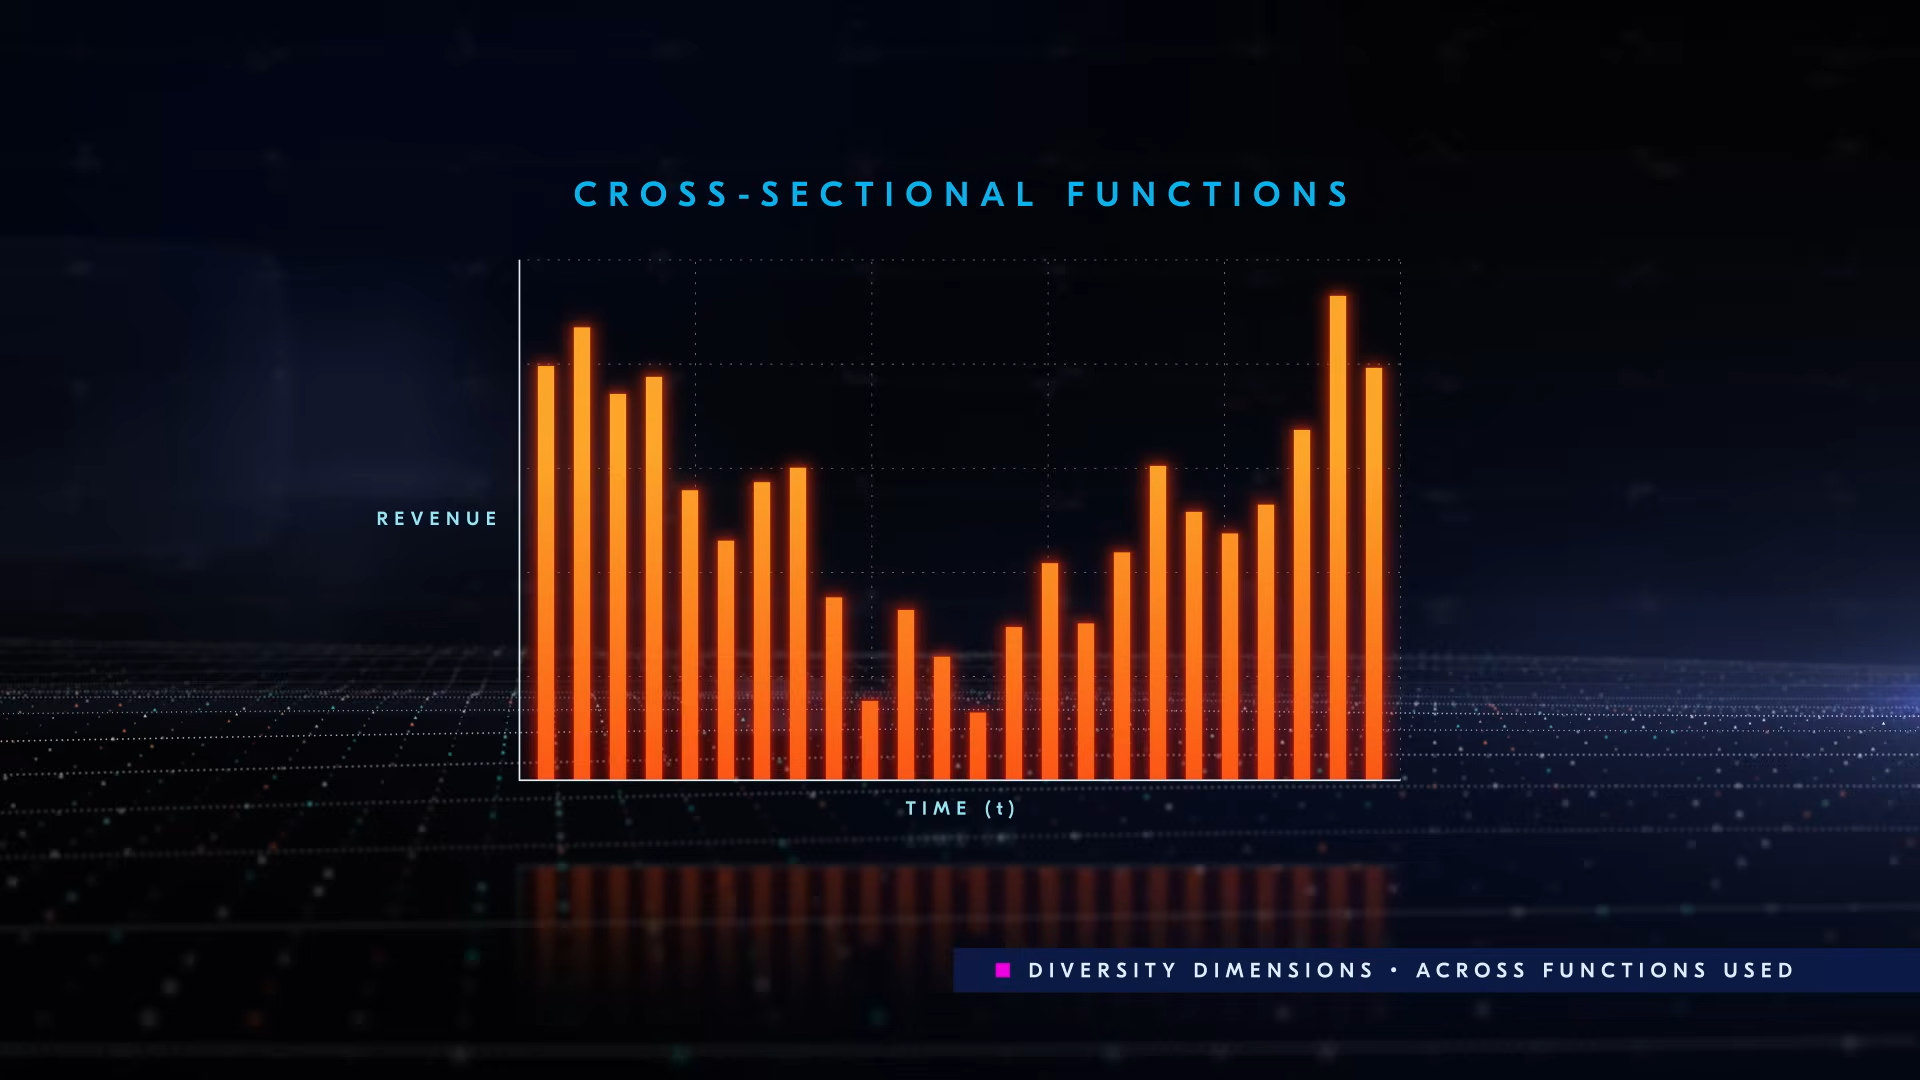 CROSS-SECTIONAL FUNCTIONS
REVENUE
TIME (t)
DIVERSITY DIMENSIONS • ACROSS FUNCTIONS USED